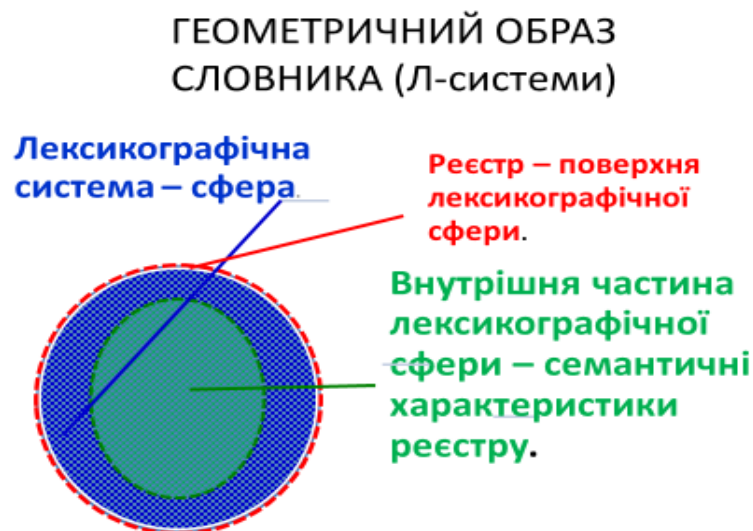 ГЕОМЕТРИЧНИЙ ОБРАЗ
СЛОВНИКА (Л-системи)
Лексикографічна
система – сфера.
Реєстр – поверхня
лексикографічної
сфери.
Внутрішня частина
лексикографічної
сфери – семантичні
характеристики
реєстру.